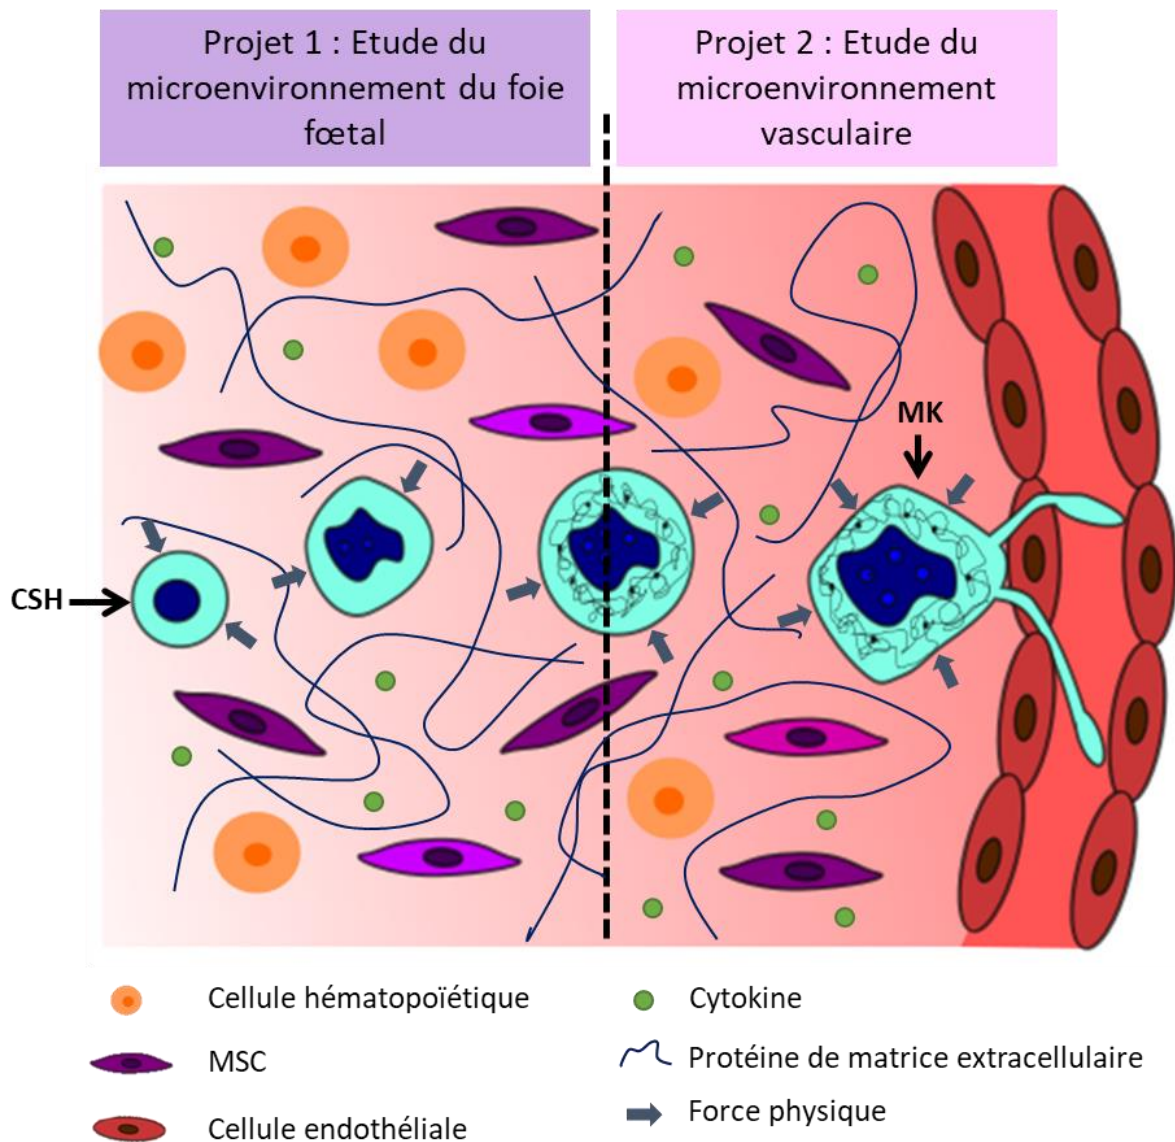 Projet 1 : Etude du
microenvironnement du foie
fœtal
Projet 2 : Etude du
microenvironnement
vasculaire
MK
CSH
Cellule hématopoïétique
MSC
Cellule endothéliale
Cytokine
Protéine de matrice extracellulaire
Force physique